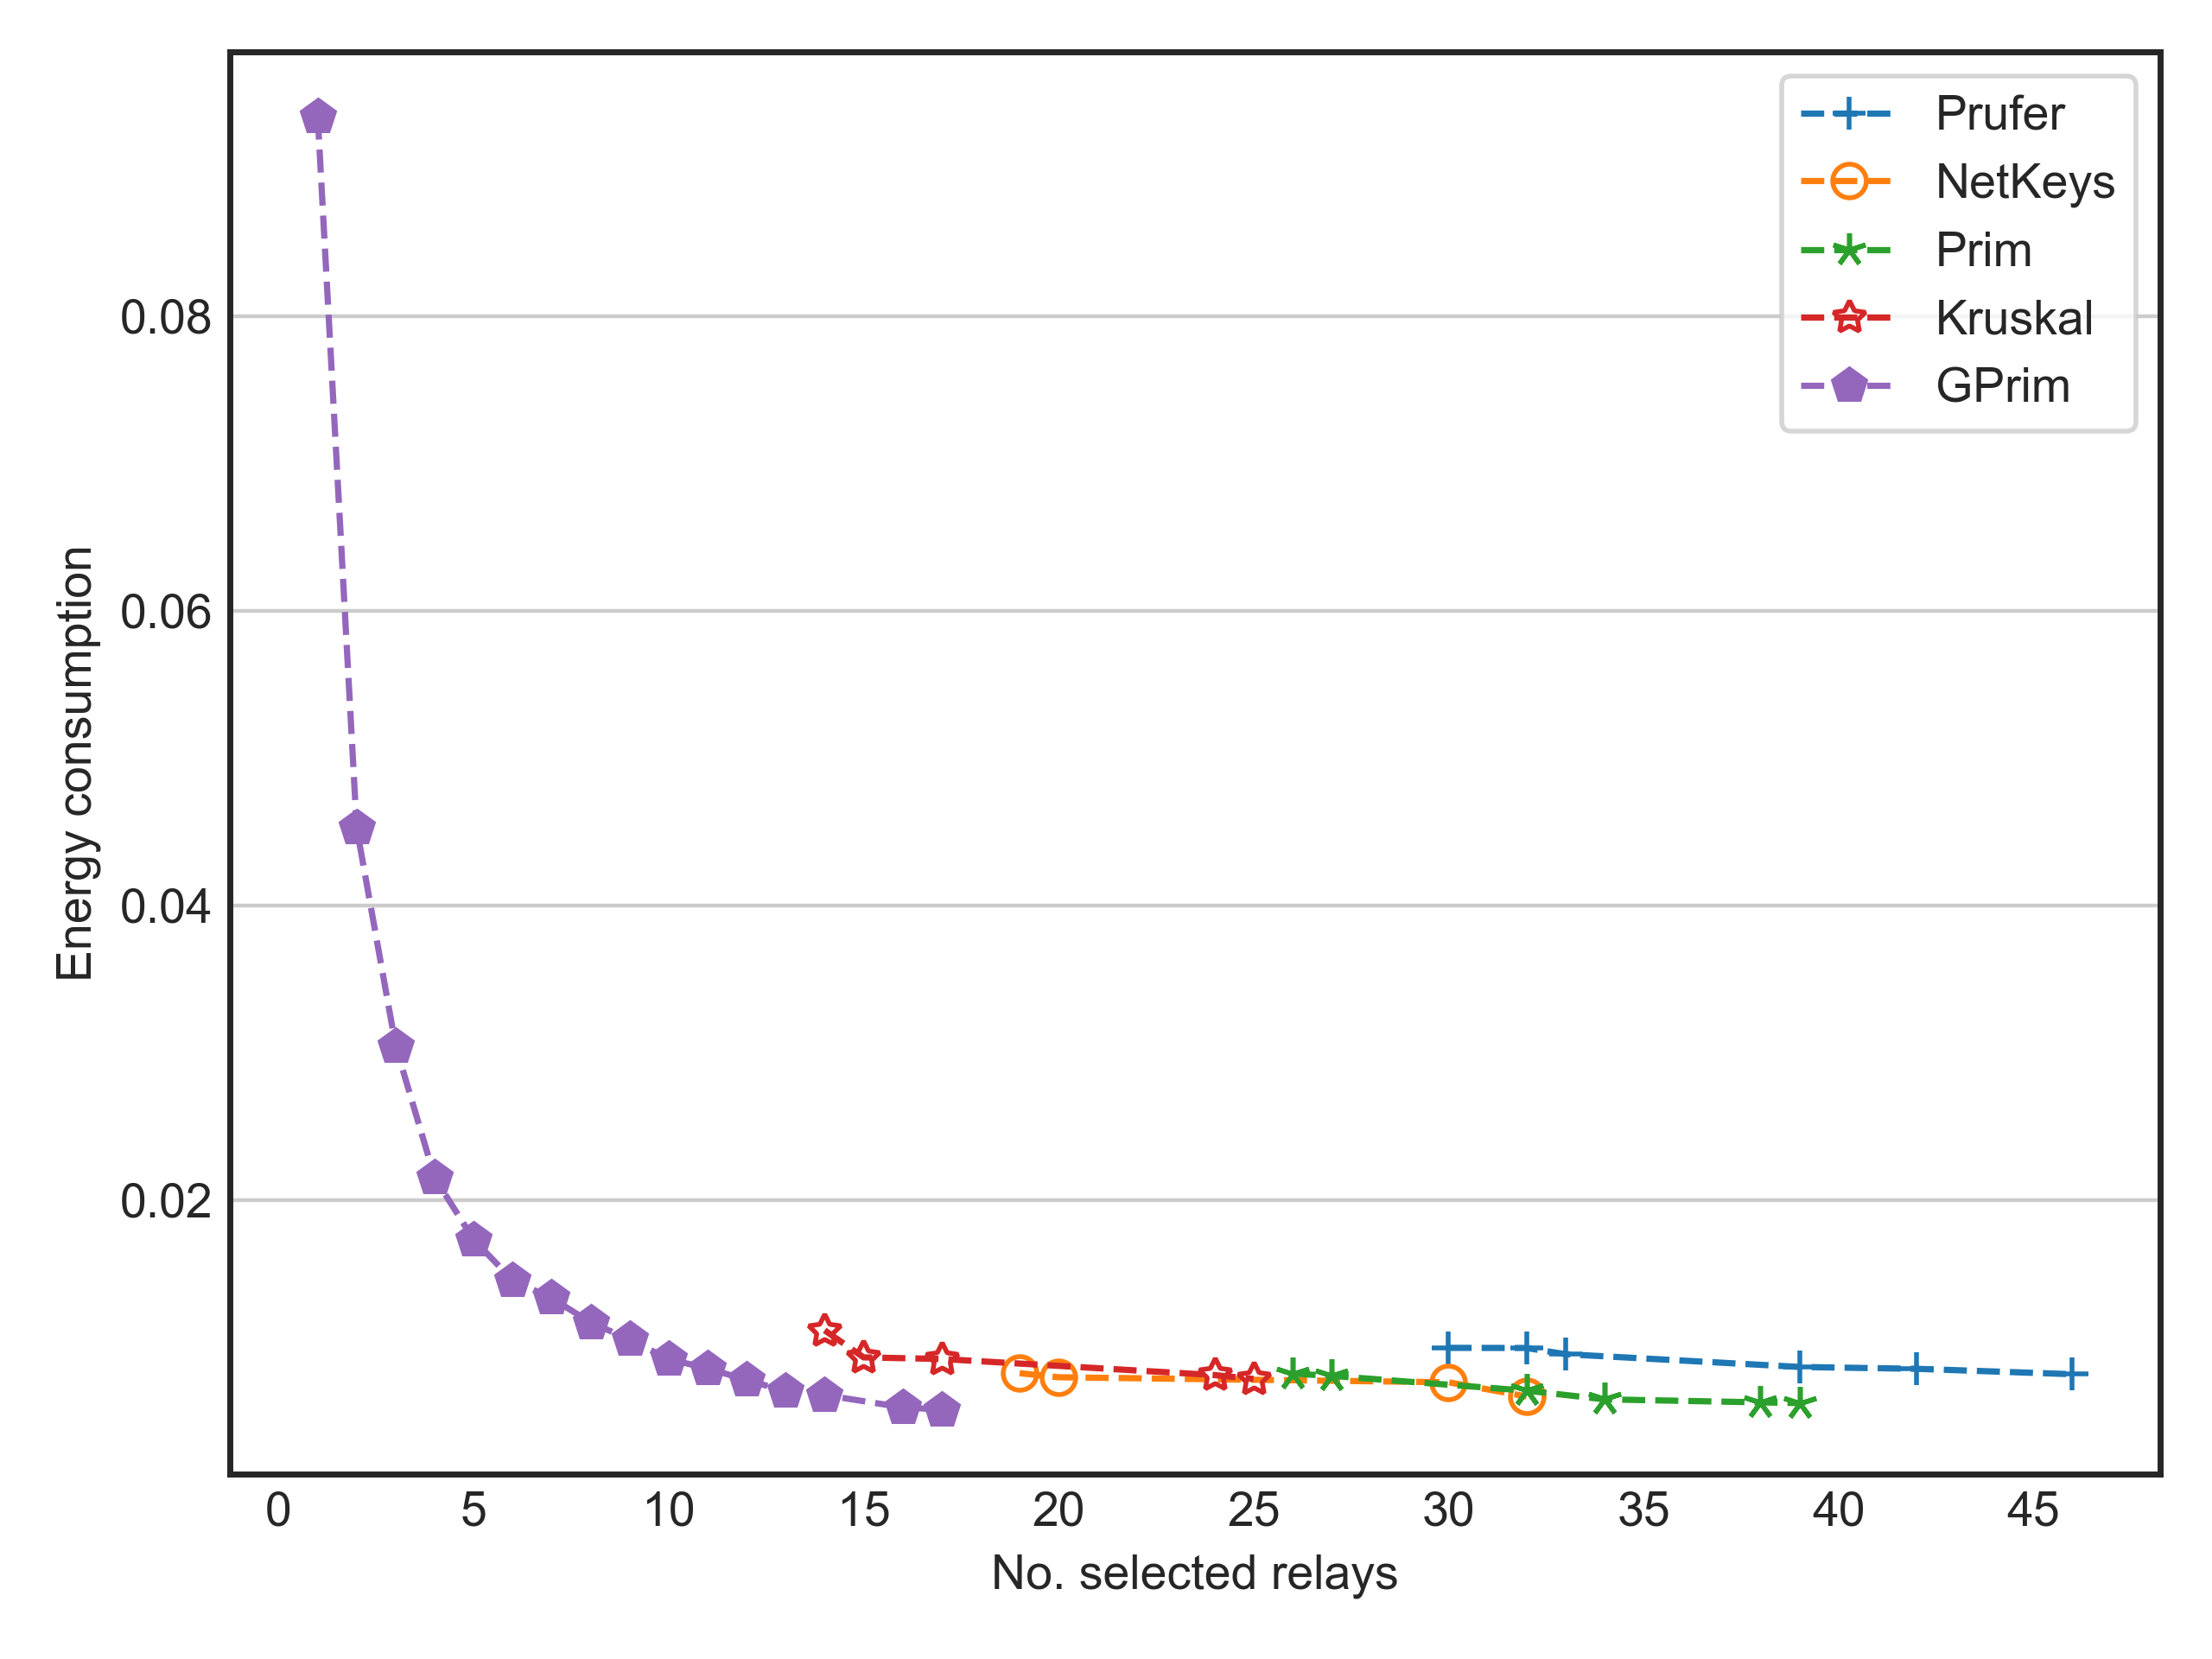 Prufer
NetKeys
Prim
Kruskal
GPrim
0.08
0.06
0.04
0.02
Energy consumption
0 5 10 15 20 25 30 35 40 45
No. selected relays